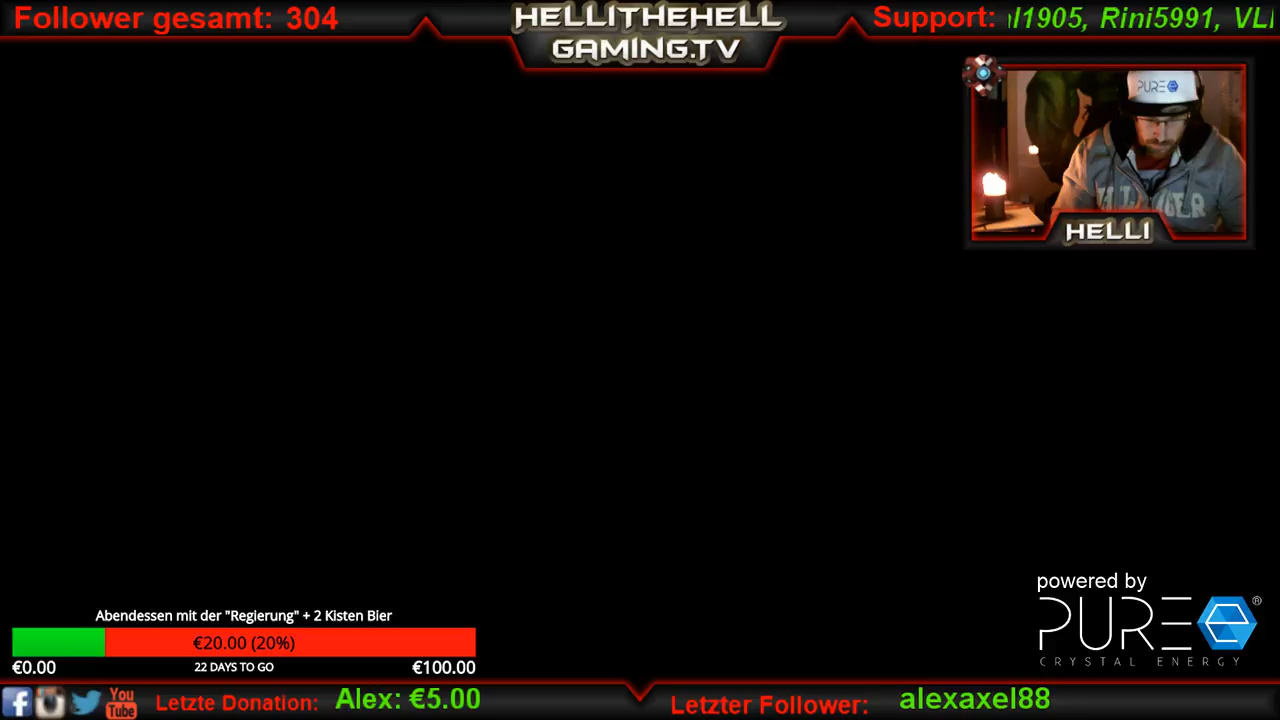 Follower gesamt: 304
HELLITHEHELL
GAMING.TV
Support: l1905, Rini5991, VLI
PURE e
HELLI
Abendessen mit der "Regierung" + 2 Kisten Bier
€20.00 (20%)
€0.00
22 DAYS TO GO
€100.00
powered by
PURE e ®
CRYSTAL ENERGY
You
Tube
Letzte Donation: Alex: €5.00
Letzter Follower: alexaxel88